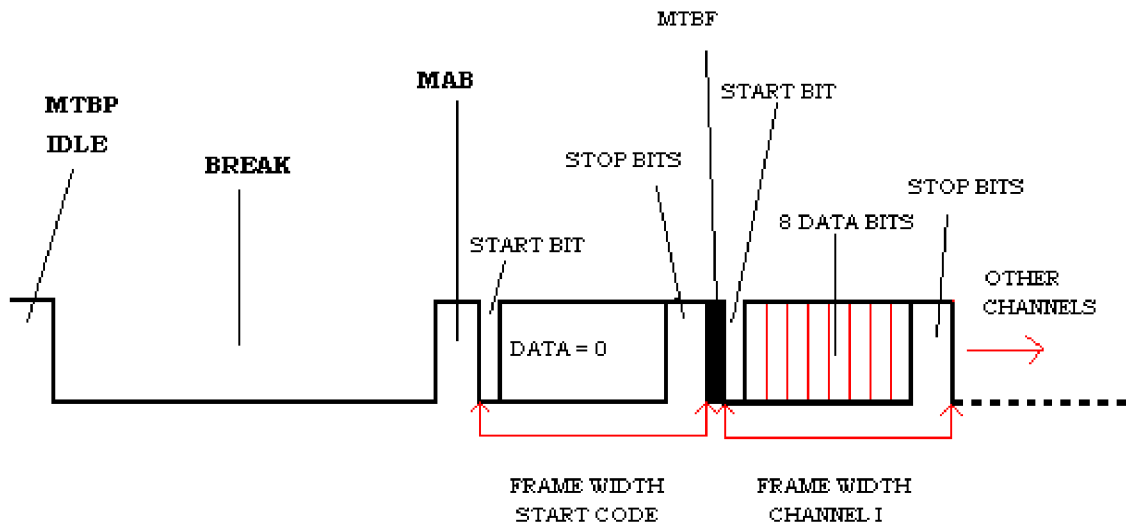 MTBF
MAB
START BIT
MTBP
IDLE
BREAK
STOP BITS
STOP BITS
8 DATA BITS
START BIT
OTHER
CHANNELS
DATA = 0
FRAME WIDTH
START CODE
FRAME WIDTH
CHANNEL I